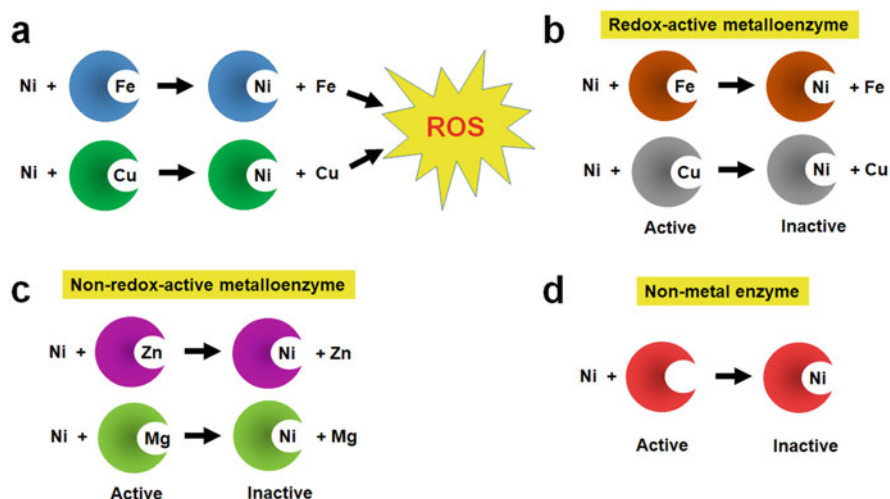 a
Ni + Fe Ni + Fe
ROS
Ni + Cu Ni + Cu
b
Redox-active metalloenzyme
Ni + Fe Ni + Fe
Ni + Cu Ni + Cu
Active Inactive
c
Non-redox-active metalloenzyme
Ni + Zn Ni + Zn
Ni + Mg Ni + Mg
Active Inactive
d
Non-metal enzyme
Ni + Ni
Active Inactive